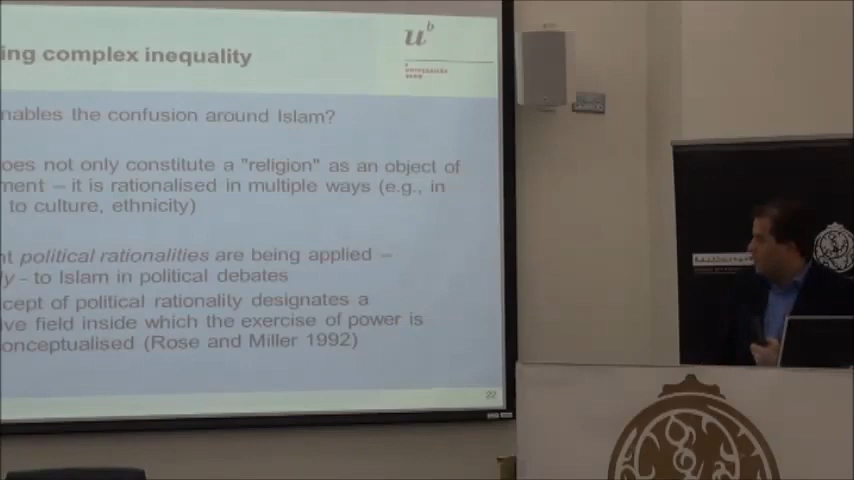 ing complex inequality
u b
nables the confusion around Islam?
oes not only constitute a "religion" as an object of
ment – it is rationalised in multiple ways (e.g., in
to culture, ethnicity)
nt political rationalities are being applied –
ly - to Islam in political debates
cept of political rationality designates a
ive field inside which the exercise of power is
onceptualised (Rose and Miller 1992)
22